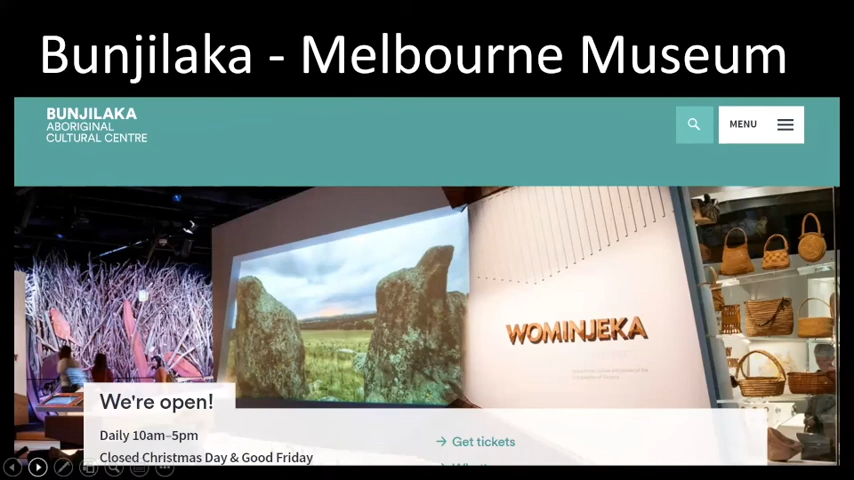 Bunjilaka - Melbourne Museum
BUNJILAKA
ABORIGINAL
CULTURAL CENTRE
MENU
WOMINJEKA
We're open!
Daily 10am–5pm
Get tickets
Closed Christmas Day & Good Friday